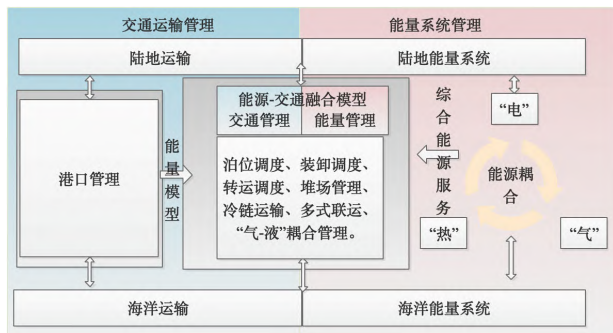 交通运输管理
能量系统管理
陆地运输
陆地能量系统
能源-交通融合模型
交通管理
能量管理
港口管理
能量模型
泊位调度、装卸调度、
转运调度、堆场管理、
冷链运输、多式联运、
“气-液”耦合管理。
综合能源服务
“电”
能源耦
合
“热”
“气”
海洋运输
海洋能量系统